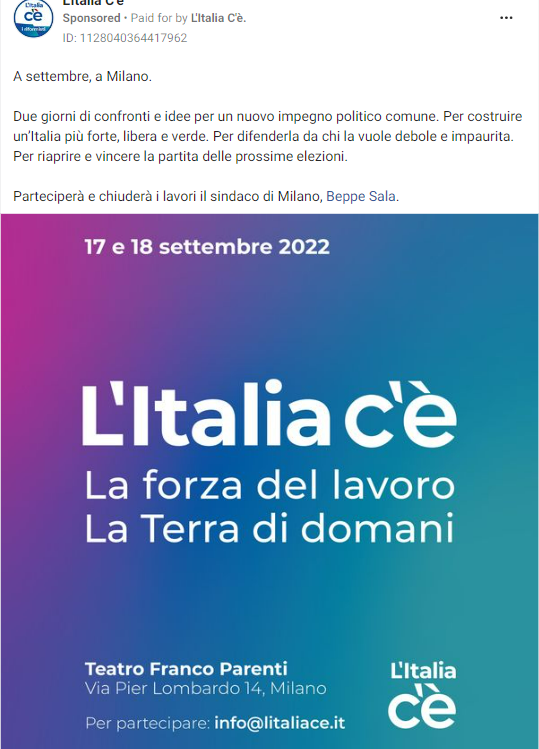 L'Italia C'è
Sponsored • Paid for by L'Italia C'è.
ID: 1128040364417962
A settembre, a Milano.
Due giorni di confronti e idee per un nuovo impegno politico comune. Per costruire
un'Italia più forte, libera e verde. Per difenderla da chi la vuole debole e impaurita.
Per riaprire e vincere la partita delle prossime elezioni.
Parteciperà e chiuderà i lavori il sindaco di Milano, Beppe Sala.
17 e 18 settembre 2022
L'Italia c'è
La forza del lavoro
La Terra di domani
Teatro Franco Parenti
Via Pier Lombardo 14, Milano
Per partecipare: info@litaliace.it
L'Italia
c'è